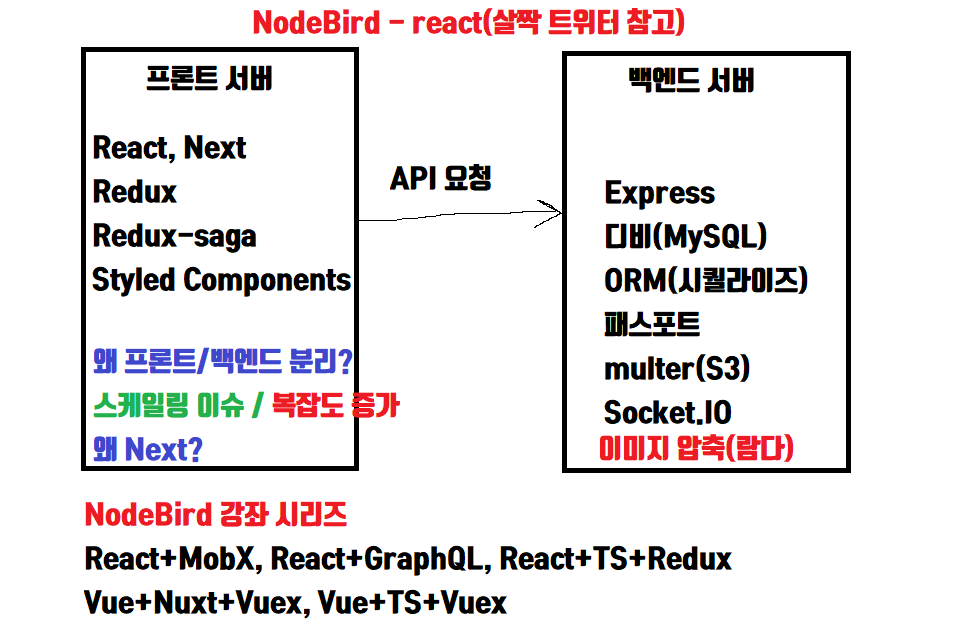 NodeBird - react(살짝 트위터 참고)
프론트 서버
React, Next
Redux
Redux-saga
Styled Components
왜 프론트/백엔드 분리?
스케일링 이슈 / 복잡도 증가
왜 Next?
API 요청
백엔드 서버
Express
디비(MySQL)
ORM(시퀄라이즈)
패스포트
multer(S3)
Socket.IO
이미지 압축(람다)
NodeBird 강좌 시리즈
React+MobX, React+GraphQL, React+TS+Redux
Vue+Nuxt+Vuex, Vue+TS+Vuex